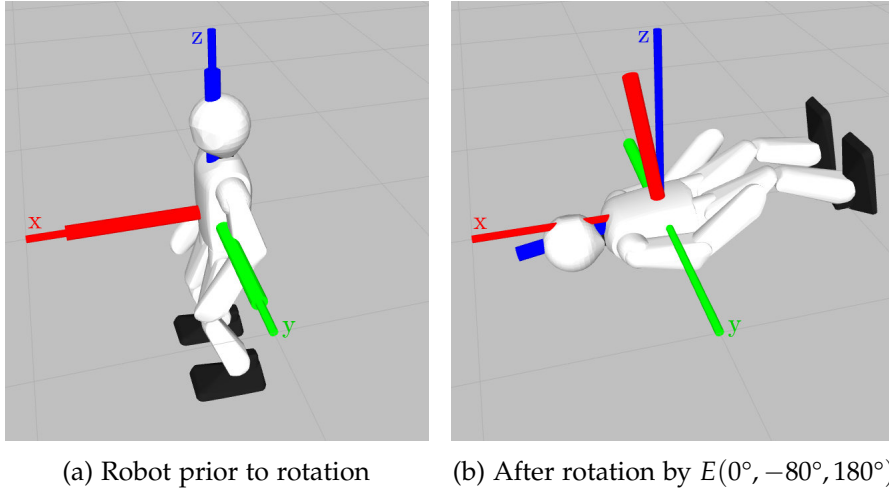 z
x
y
z
x
y
(a) Robot prior to rotation
(b) After rotation by E(0°, −80°, 180°)